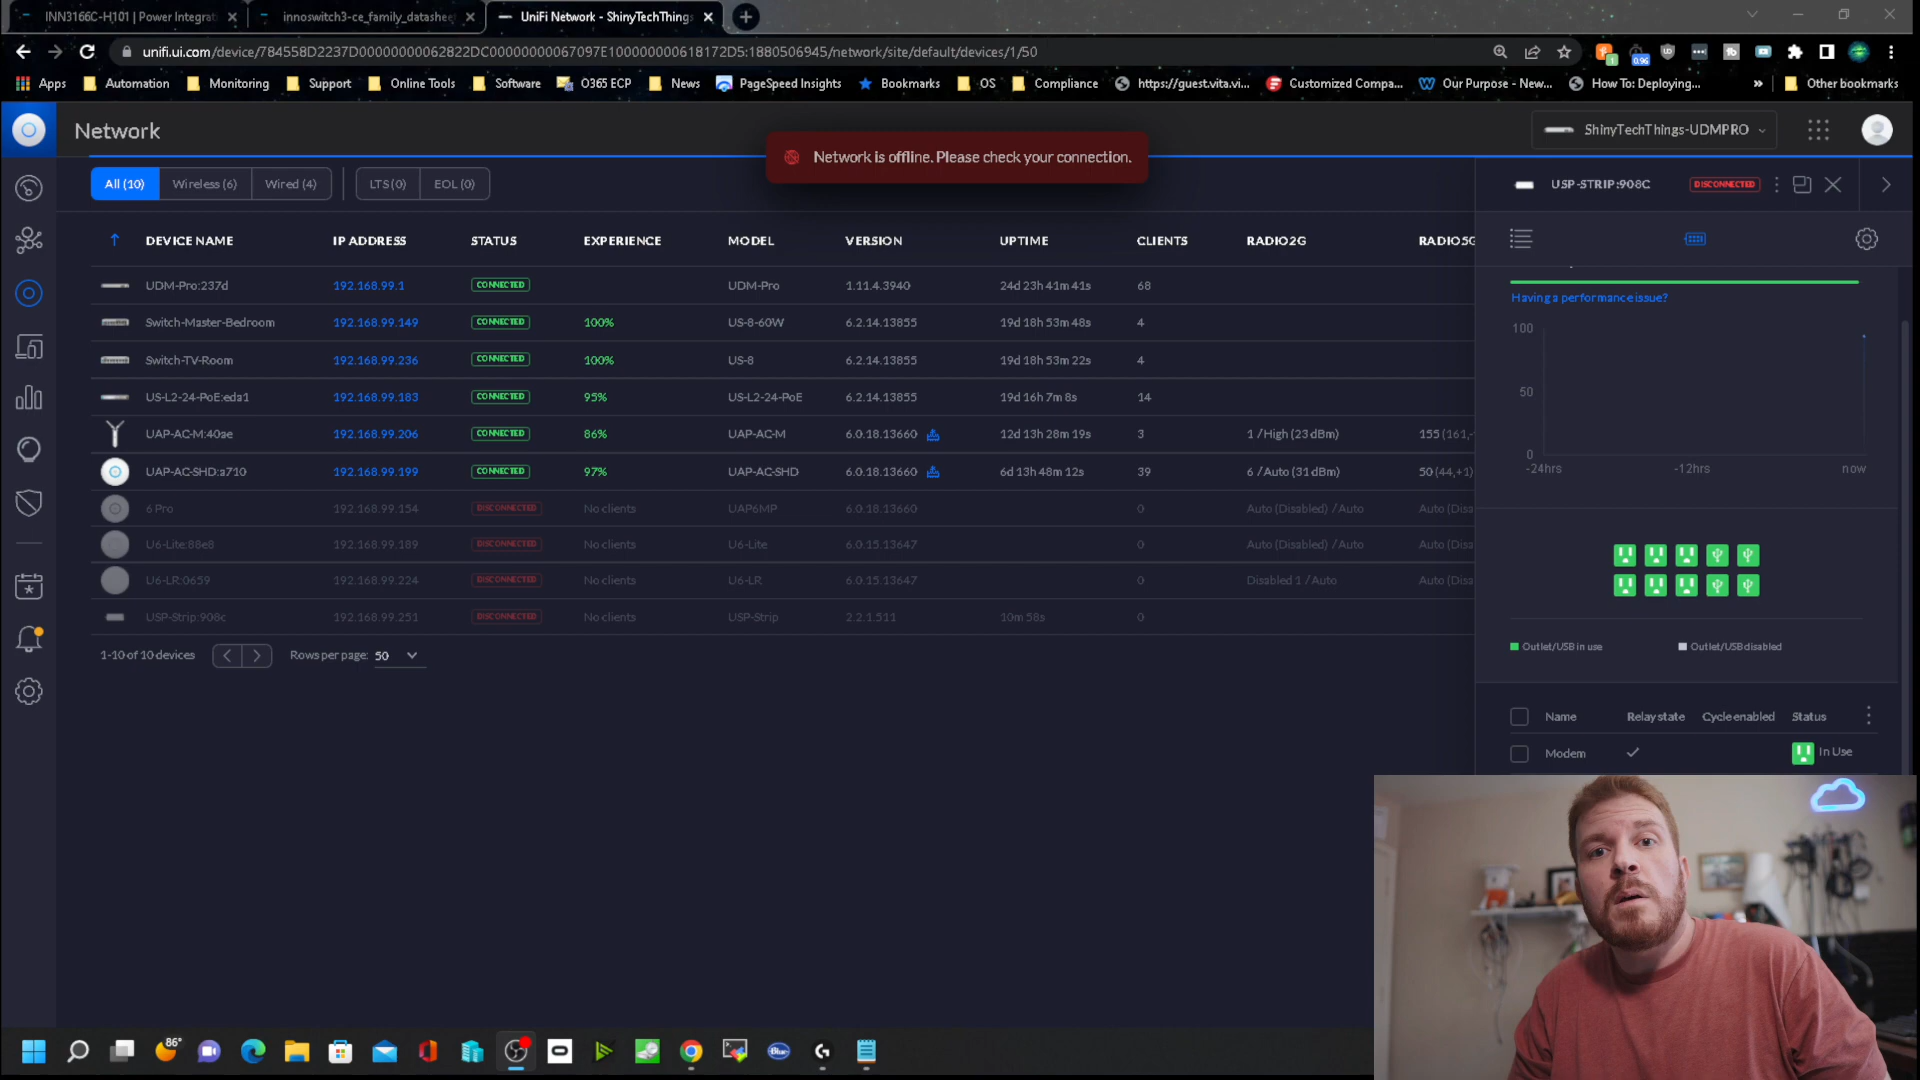 INN3166C-H101 | Power Integrat
innoswitch3-ce_family_datashee
UniFi Network - ShinyTechThings
unifi.ui.com/device/784558D2237D00000000062822DC00000000067097E100000000618172D5:1880506945/network/site/default/devices/1/50
Apps Automation Monitoring Support Online Tools Software O365 ECP News PageSpeed Insights Bookmarks OS Compliance https://guest.vita.vi... Customized Compa... Our Purpose - New... How To: Deploying... » Other bookmarks
Network
Network is offline. Please check your connection.
ShinyTechThings-UDMPRO
All (10) Wireless (6) Wired (4) LTS (0) EOL (0)
USP-STRIP:908C DISCONNECTED
DEVICE NAME IP ADDRESS STATUS EXPERIENCE MODEL VERSION UPTIME CLIENTS RADIO2G RADIO5G
UDM-Pro:237d 192.168.99.1 CONNECTED UDM-Pro 1.11.4.3940 24d 23h 41m 41s 68
Switch-Master-Bedroom 192.168.99.149 CONNECTED 100% US-8-60W 6.2.14.13855 19d 18h 53m 48s 4
Switch-TV-Room 192.168.99.236 CONNECTED 100% US-8 6.2.14.13855 19d 18h 53m 22s 4
US-L2-24-PoE:eda1 192.168.99.183 CONNECTED 95% US-L2-24-PoE 6.2.14.13855 19d 16h 7m 8s 14
UAP-AC-M:40ae 192.168.99.206 CONNECTED 86% UAP-AC-M 6.0.18.13660 12d 13h 28m 19s 3 1 /High (23 dBm) 155 (161,-
UAP-AC-SHD:a710 192.168.99.199 CONNECTED 97% UAP-AC-SHD 6.0.18.13660 6d 13h 48m 12s 39 6 /Auto (31 dBm) 50 (44,+1)
6 Pro 192.168.99.154 DISCONNECTED No clients UAP6MP 6.0.18.13660 0 Auto (Disabled) /Auto Auto (Disa
U6-Lite:88e8 192.168.99.189 DISCONNECTED No clients U6-Lite 6.0.15.13647 0 Auto (Disabled) /Auto Auto (Disa
U6-LR:0659 192.168.99.224 DISCONNECTED No clients U6-LR 6.0.15.13647 0 Disabled 1 /Auto Auto (Disa
USP-Strip:908c 192.168.99.251 DISCONNECTED No clients USP-Strip 2.2.1.511 10m 58s 0
1-10 of 10 devices Rows per page: 50
Having a performance issue?
100
50
0
-24hrs -12hrs now
Outlet/USB in use Outlet/USB disabled
Name Relay state Cycle enabled Status
Modem In Use
86°
Blue